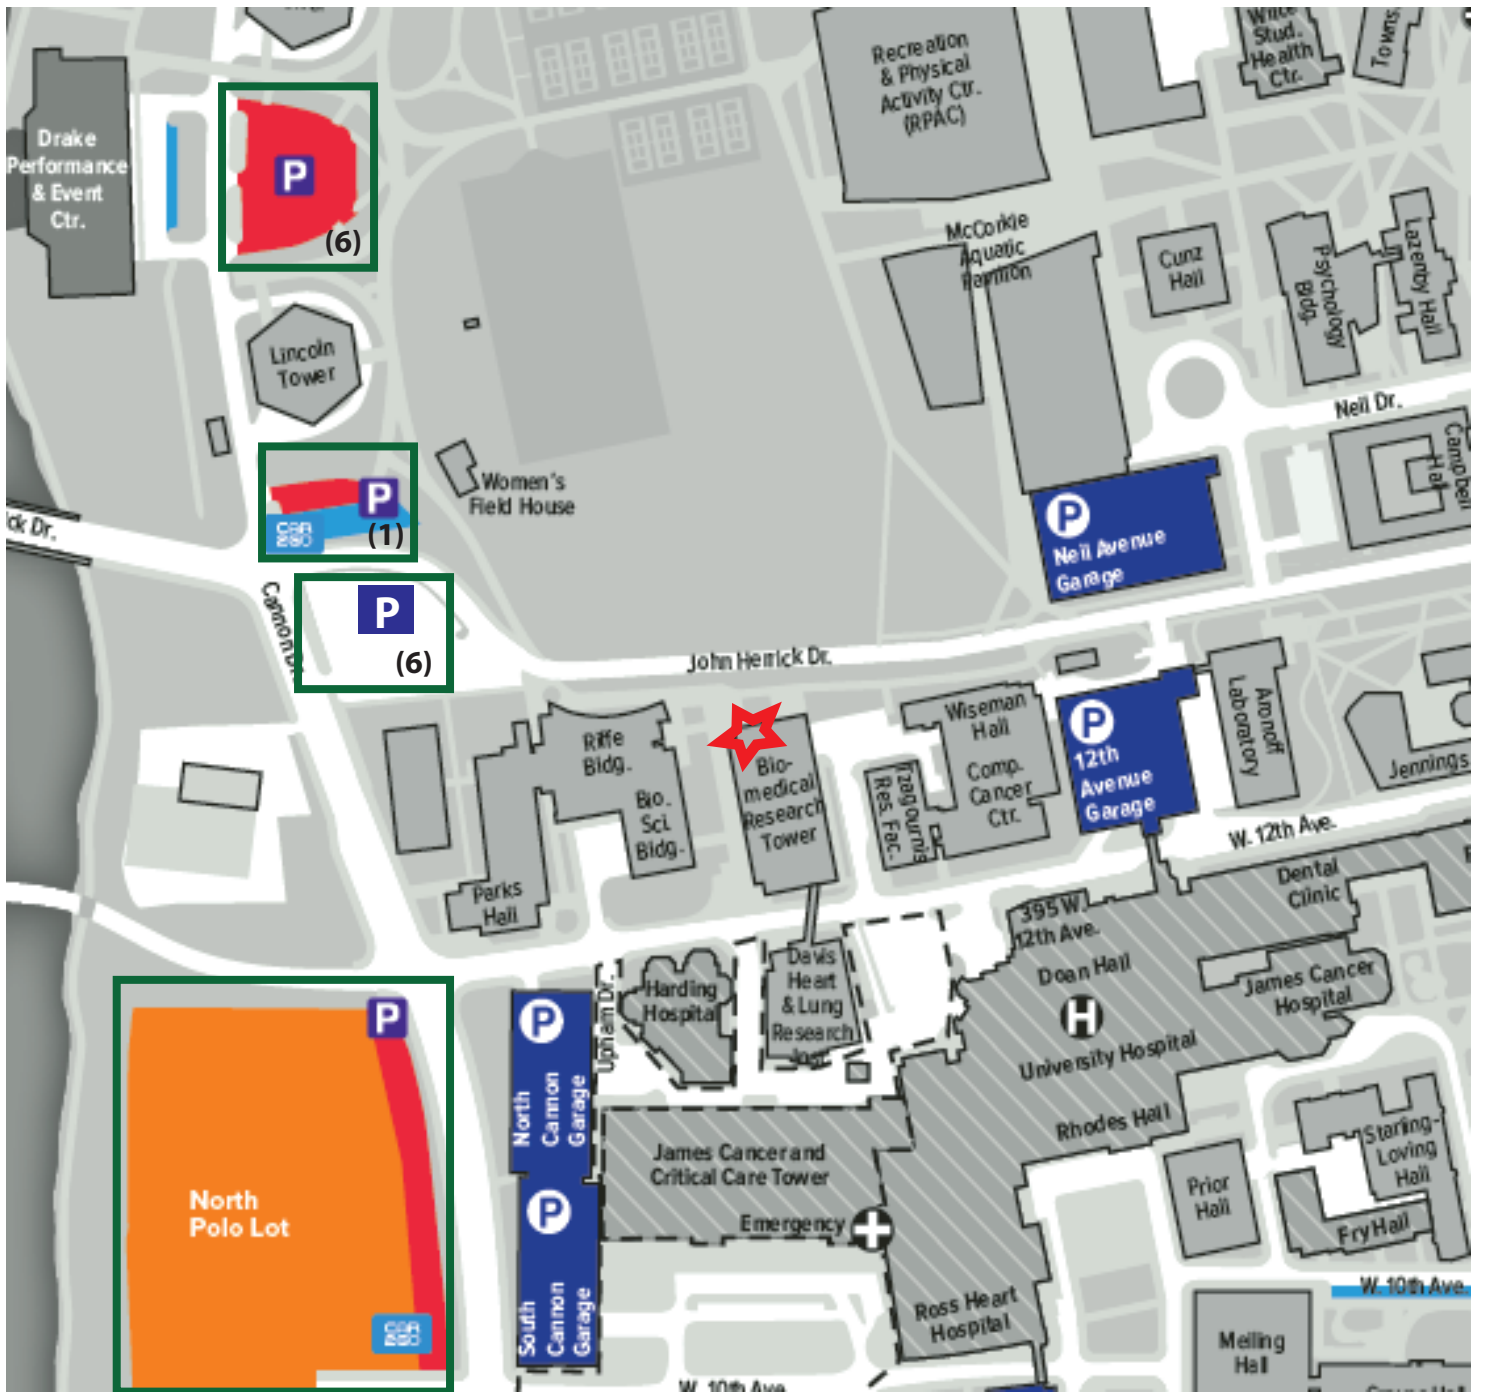 Drake
Performance
& Event
Ctr.
P
(6)
Recreation
& Physical
Activity Ctr.
(RPAC)
Wilce
Stud.
Health
Ctr.
McCorkle
Aquatic
Pavilion
Cunz
Hall
Psychology
Bldg.
Lazenby Hall
Lincoln
Tower
Neil Dr.
Campbell
Hall
Women's
Field House
P
(1)
P
Neil Avenue
Garage
Cannon Dr.
P
(6)
John Herrick Dr.
Riffe
Bldg.
Bio.
Sci.
Bldg.
Parks
Hall
Bio-
medical
Research
Tower
Wiseman
Hall
Comp.
Cancer
Ctr.
Res. Fac.
P
12th
Avenue
Garage
Aronoff
Laboratory
Jennings
W. 12th Ave.
Dental
Clinic
395 W.
12th Ave.
Doan Hall
James Cancer
Hospital
H
University Hospital
Rhodes Hall
Harding
Hospital
Davis
Heart
& Lung
Research
Inst.
Upham Dr.
P
North
Cannon
Garage
P
South
Cannon
Garage
P
North
Polo Lot
James Cancer and
Critical Care Tower
Emergency
Ross Heart
Hospital
Prior
Hall
Starling-
Loving
Hall
Fry Hall
W. 10th Ave.
Meiling
Hall
W. 10th Ave.